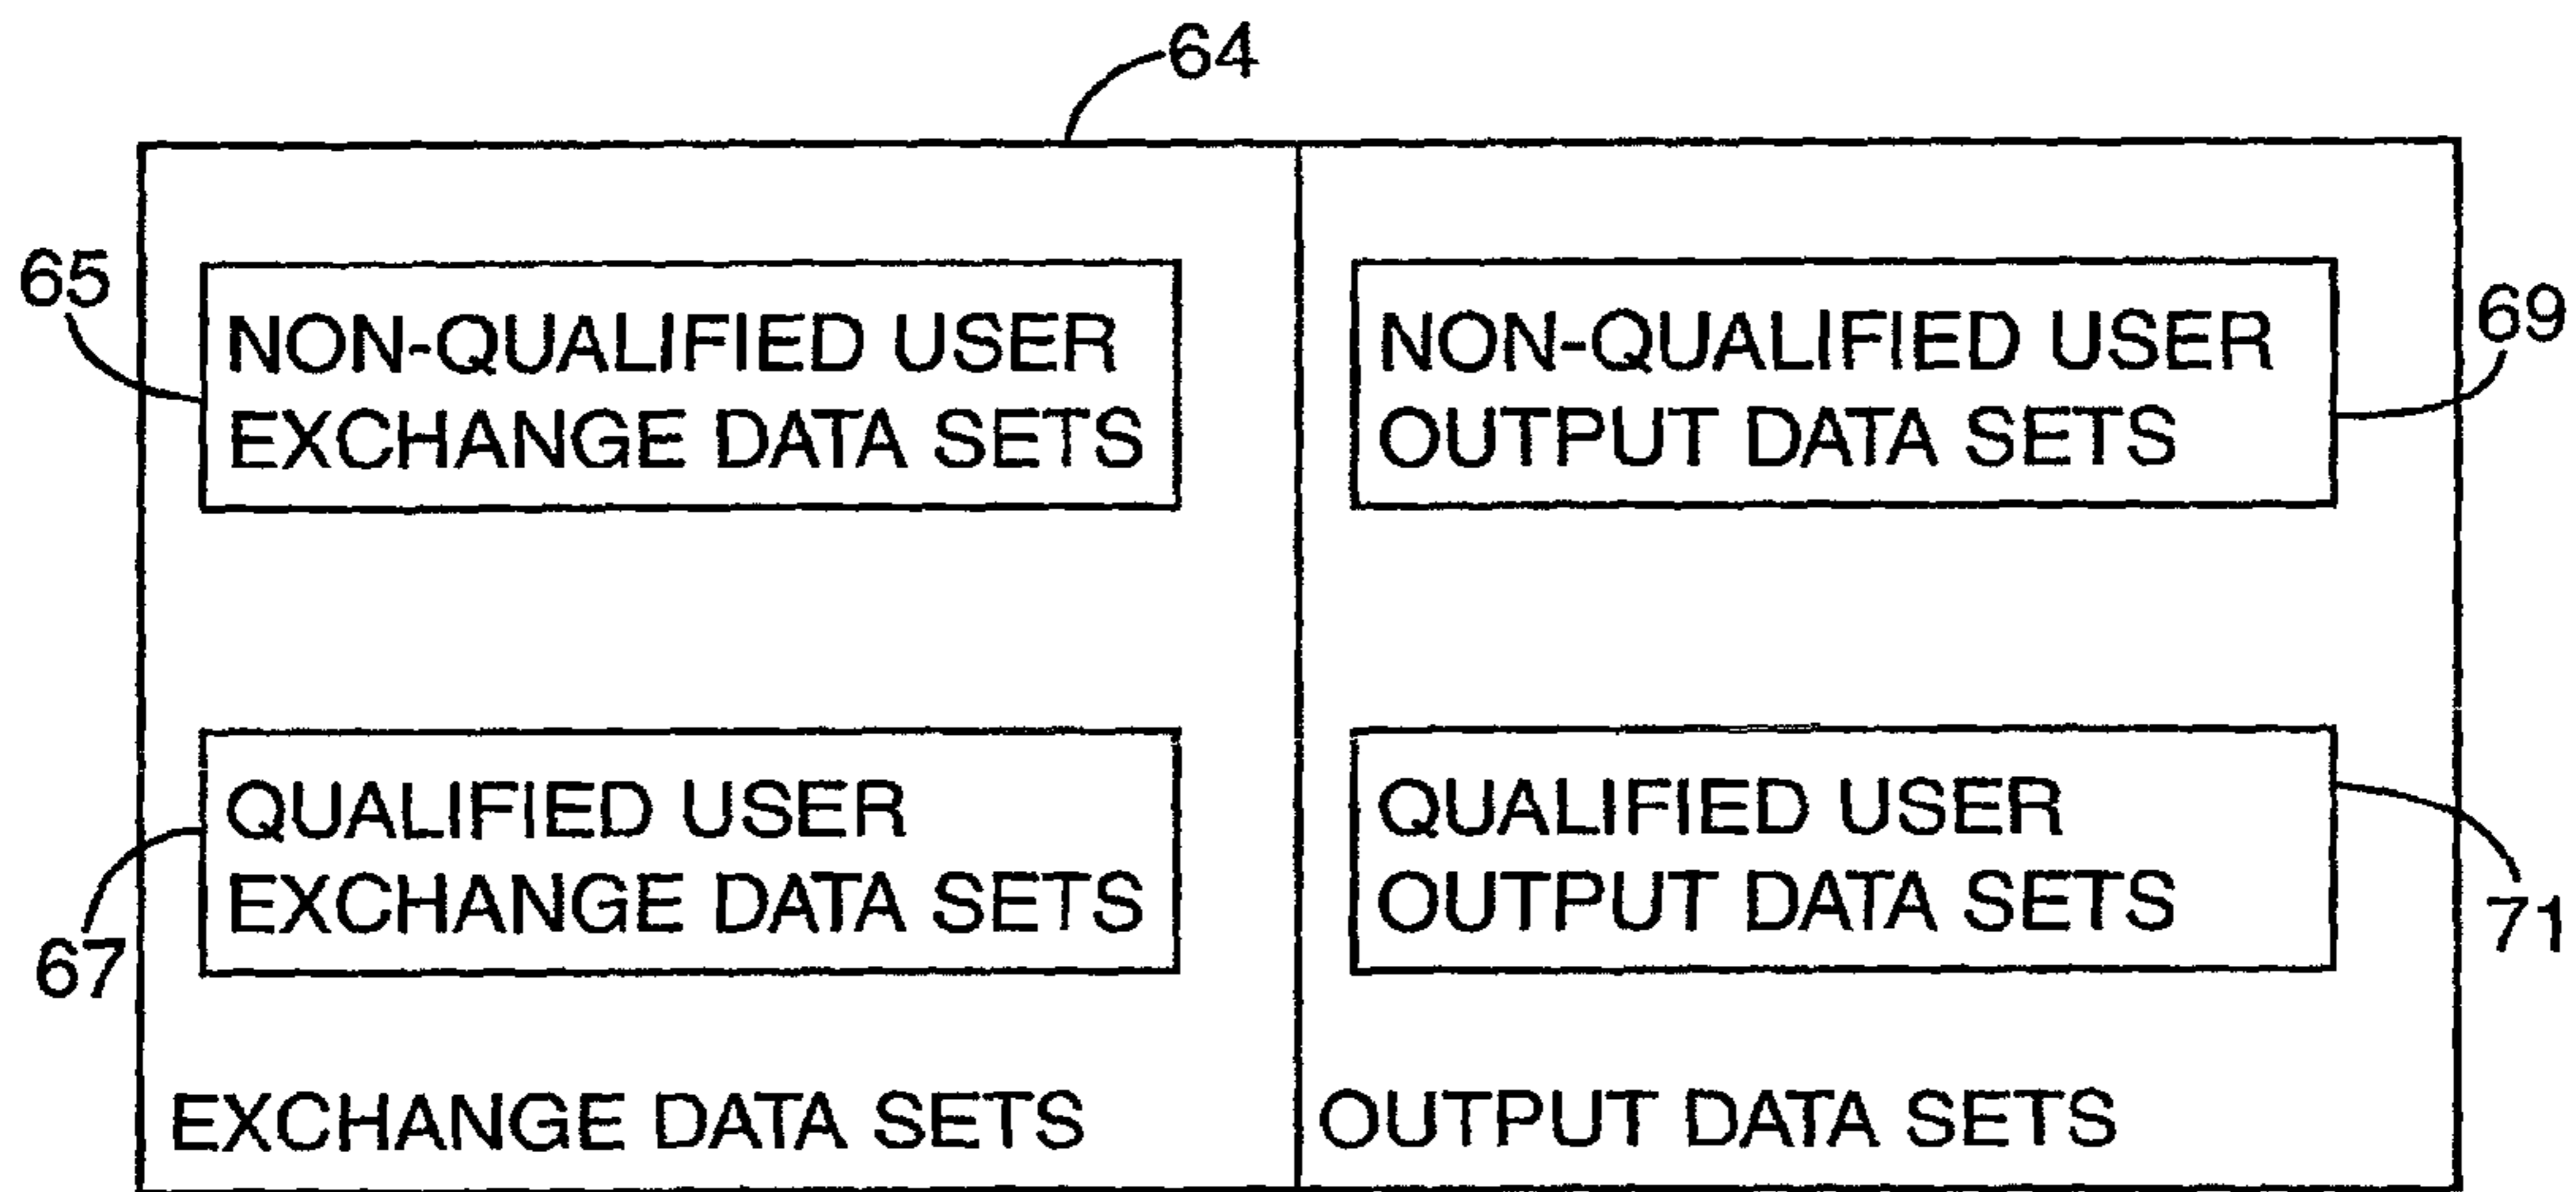 64
65
NON-QUALIFIED USER
EXCHANGE DATA SETS
NON-QUALIFIED USER
OUTPUT DATA SETS
69
67
QUALIFIED USER
EXCHANGE DATA SETS
QUALIFIED USER
OUTPUT DATA SETS
71
EXCHANGE DATA SETS
OUTPUT DATA SETS